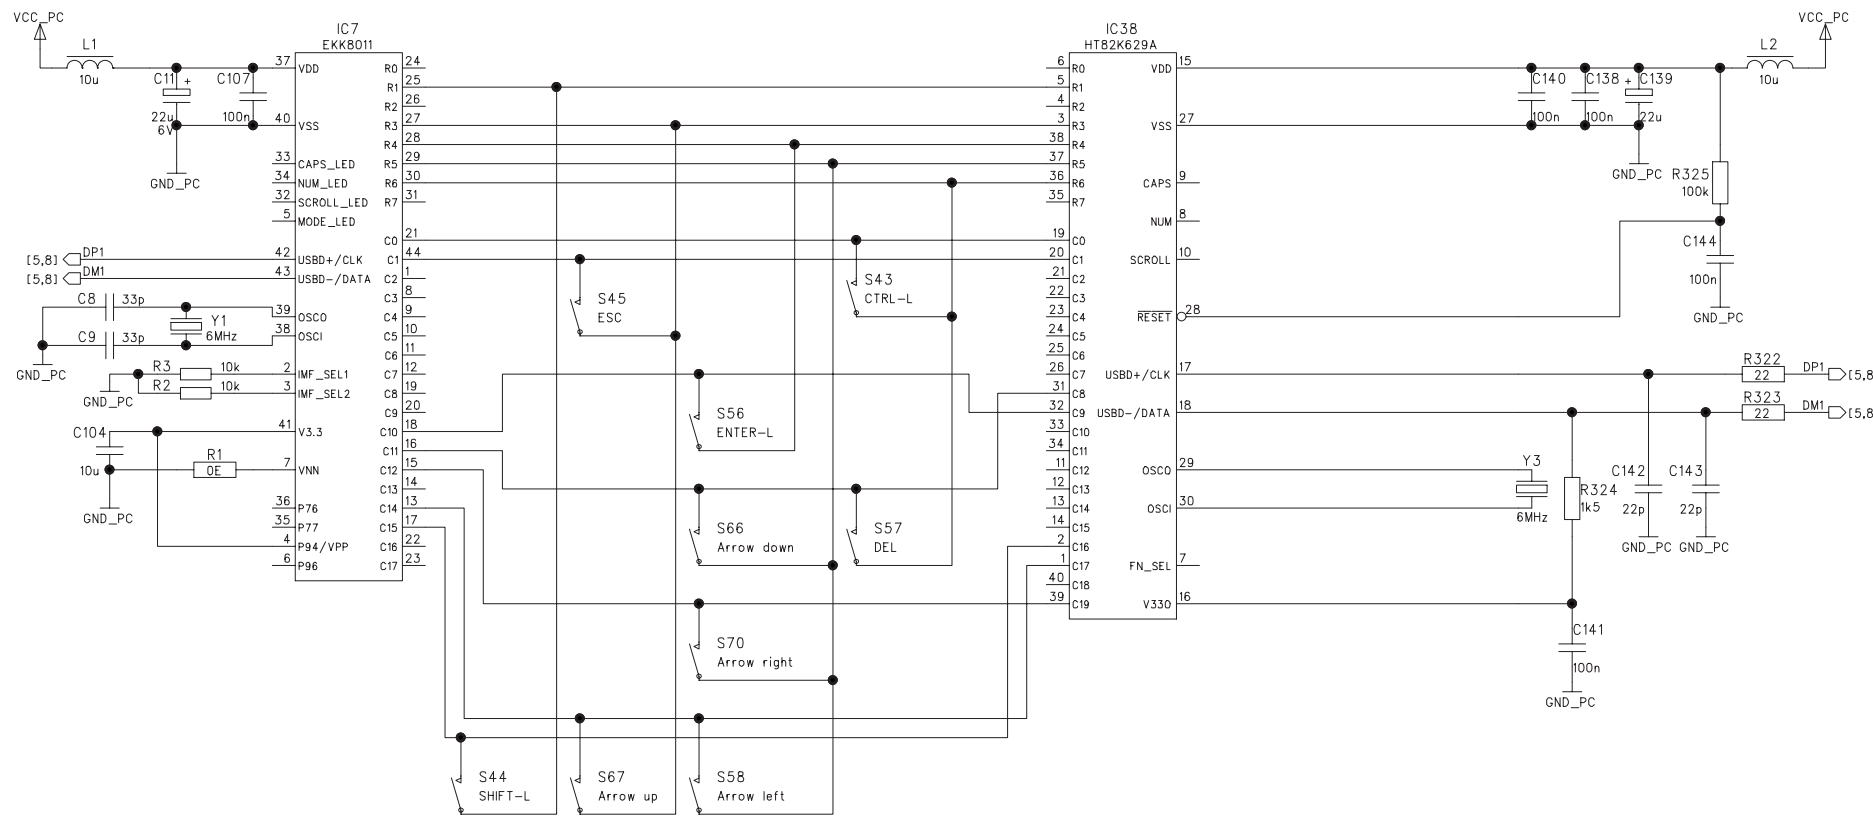 VCC_PC
L1
10u
C11 +
22u
6V
C107
100n
GND_PC
IC7
EKK8011
37 VDD
40 VSS
33 CAPS_LED
34 NUM_LED
32 SCROLL_LED
5 MODE_LED
[5,8] DP1 42 USBD+/CLK
[5,8] DM1 43 USBD-/DATA
C8 33p
39 OSCO
Y1
6MHz
38 OSCI
C9 33p
GND_PC
R3 10k 2 IMF_SEL1
R2 10k 3 IMF_SEL2
GND_PC
C104
10u
41 V3.3
R1
0E
7 VNN
GND_PC
36 P76
35 P77
4 P94/VPP
6 P96
R0 24
R1 25
R2 26
R3 27
R4 28
R5 29
R6 30
R7 31
C0 21
C1 44
C2 1
C3 8
C4 9
C5 10
C6 11
C7 12
C8 19
C9 20
C10 18
C11 16
C12 15
C13 14
C14 13
C15 17
C16 22
C17 23
S45
ESC
S43
CTRL-L
S56
ENTER-L
S66
Arrow down
S57
DEL
S70
Arrow right
S44
SHIFT-L
S67
Arrow up
S58
Arrow left
IC38
HT82K629A
6 R0
5 R1
4 R2
3 R3
38 R4
37 R5
36 R6
35 R7
19 C0
20 C1
21 C2
22 C3
23 C4
24 C5
25 C6
26 C7
31 C8
32 C9
33 C10
34 C11
11 C12
12 C13
13 C14
14 C15
2 C16
1 C17
40 C18
39 C19
VDD 15
VSS 27
CAPS 9
NUM 8
SCROLL 10
RESET 28
USBD+/CLK 17
USBD-/DATA 18
OSCO 29
OSCI 30
FN_SEL 7
V33O 16
VCC_PC
L2
10u
C140
100n
C138
100n
+ C139
22u
GND_PC
R325
100k
C144
100n
GND_PC
R322
22
DP1 [5,8
R323
22
DM1 [5,8
Y3
6MHz
R324
1k5
C142
22p
GND_PC
C143
22p
GND_PC
C141
100n
GND_PC